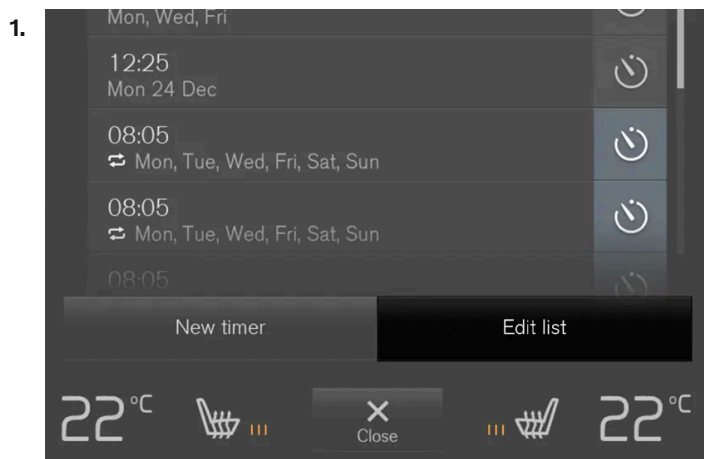 1.
Mon, Wed, Fri
12:25
Mon 24 Dec
08:05
Mon, Tue, Wed, Fri, Sat, Sun
08:05
Mon, Tue, Wed, Fri, Sat, Sun
08:05
New timer
Edit list
22°C
22°C
Close